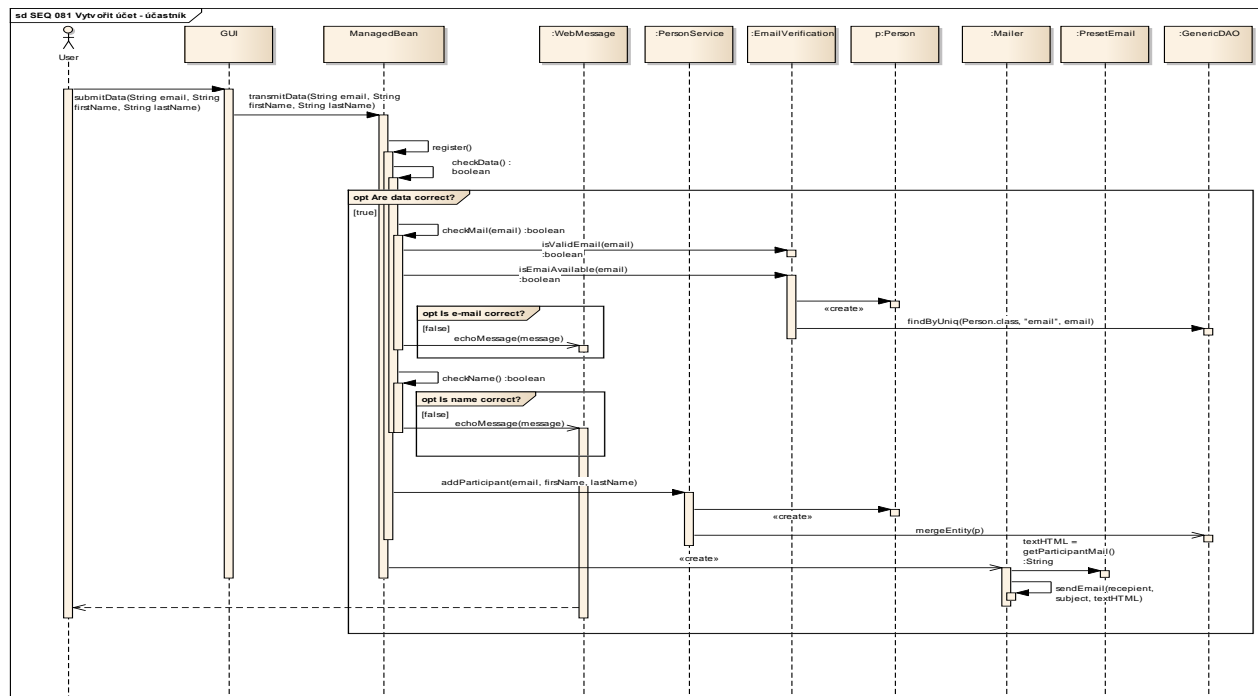 sd SEQ 081 Vytvořit účet - účastník
User
GUI
ManagedBean
:WebMessage
:PersonService
:EmailVerification
p:Person
:Mailer
:PresetEmail
:GenericDAO
submitData(String email, String
firstName, String lastName)
transmitData(String email, String
firstName, String lastName)
register()
checkData() :
boolean
opt Are data correct?
[true]
checkMail(email) :boolean
isValidEmail(email)
:boolean
isEmaiAvailable(email)
:boolean
«create»
opt Is e-mail correct?
[false]
findByUniq(Person.class, "email", email)
echoMessage(message)
checkName() :boolean
opt Is name correct?
[false]
echoMessage(message)
addParticipant(email, firsName, lastName)
«create»
mergeEntity(p)
textHTML =
getParticipantMail()
:String
«create»
sendEmail(recepient,
subject, textHTML)